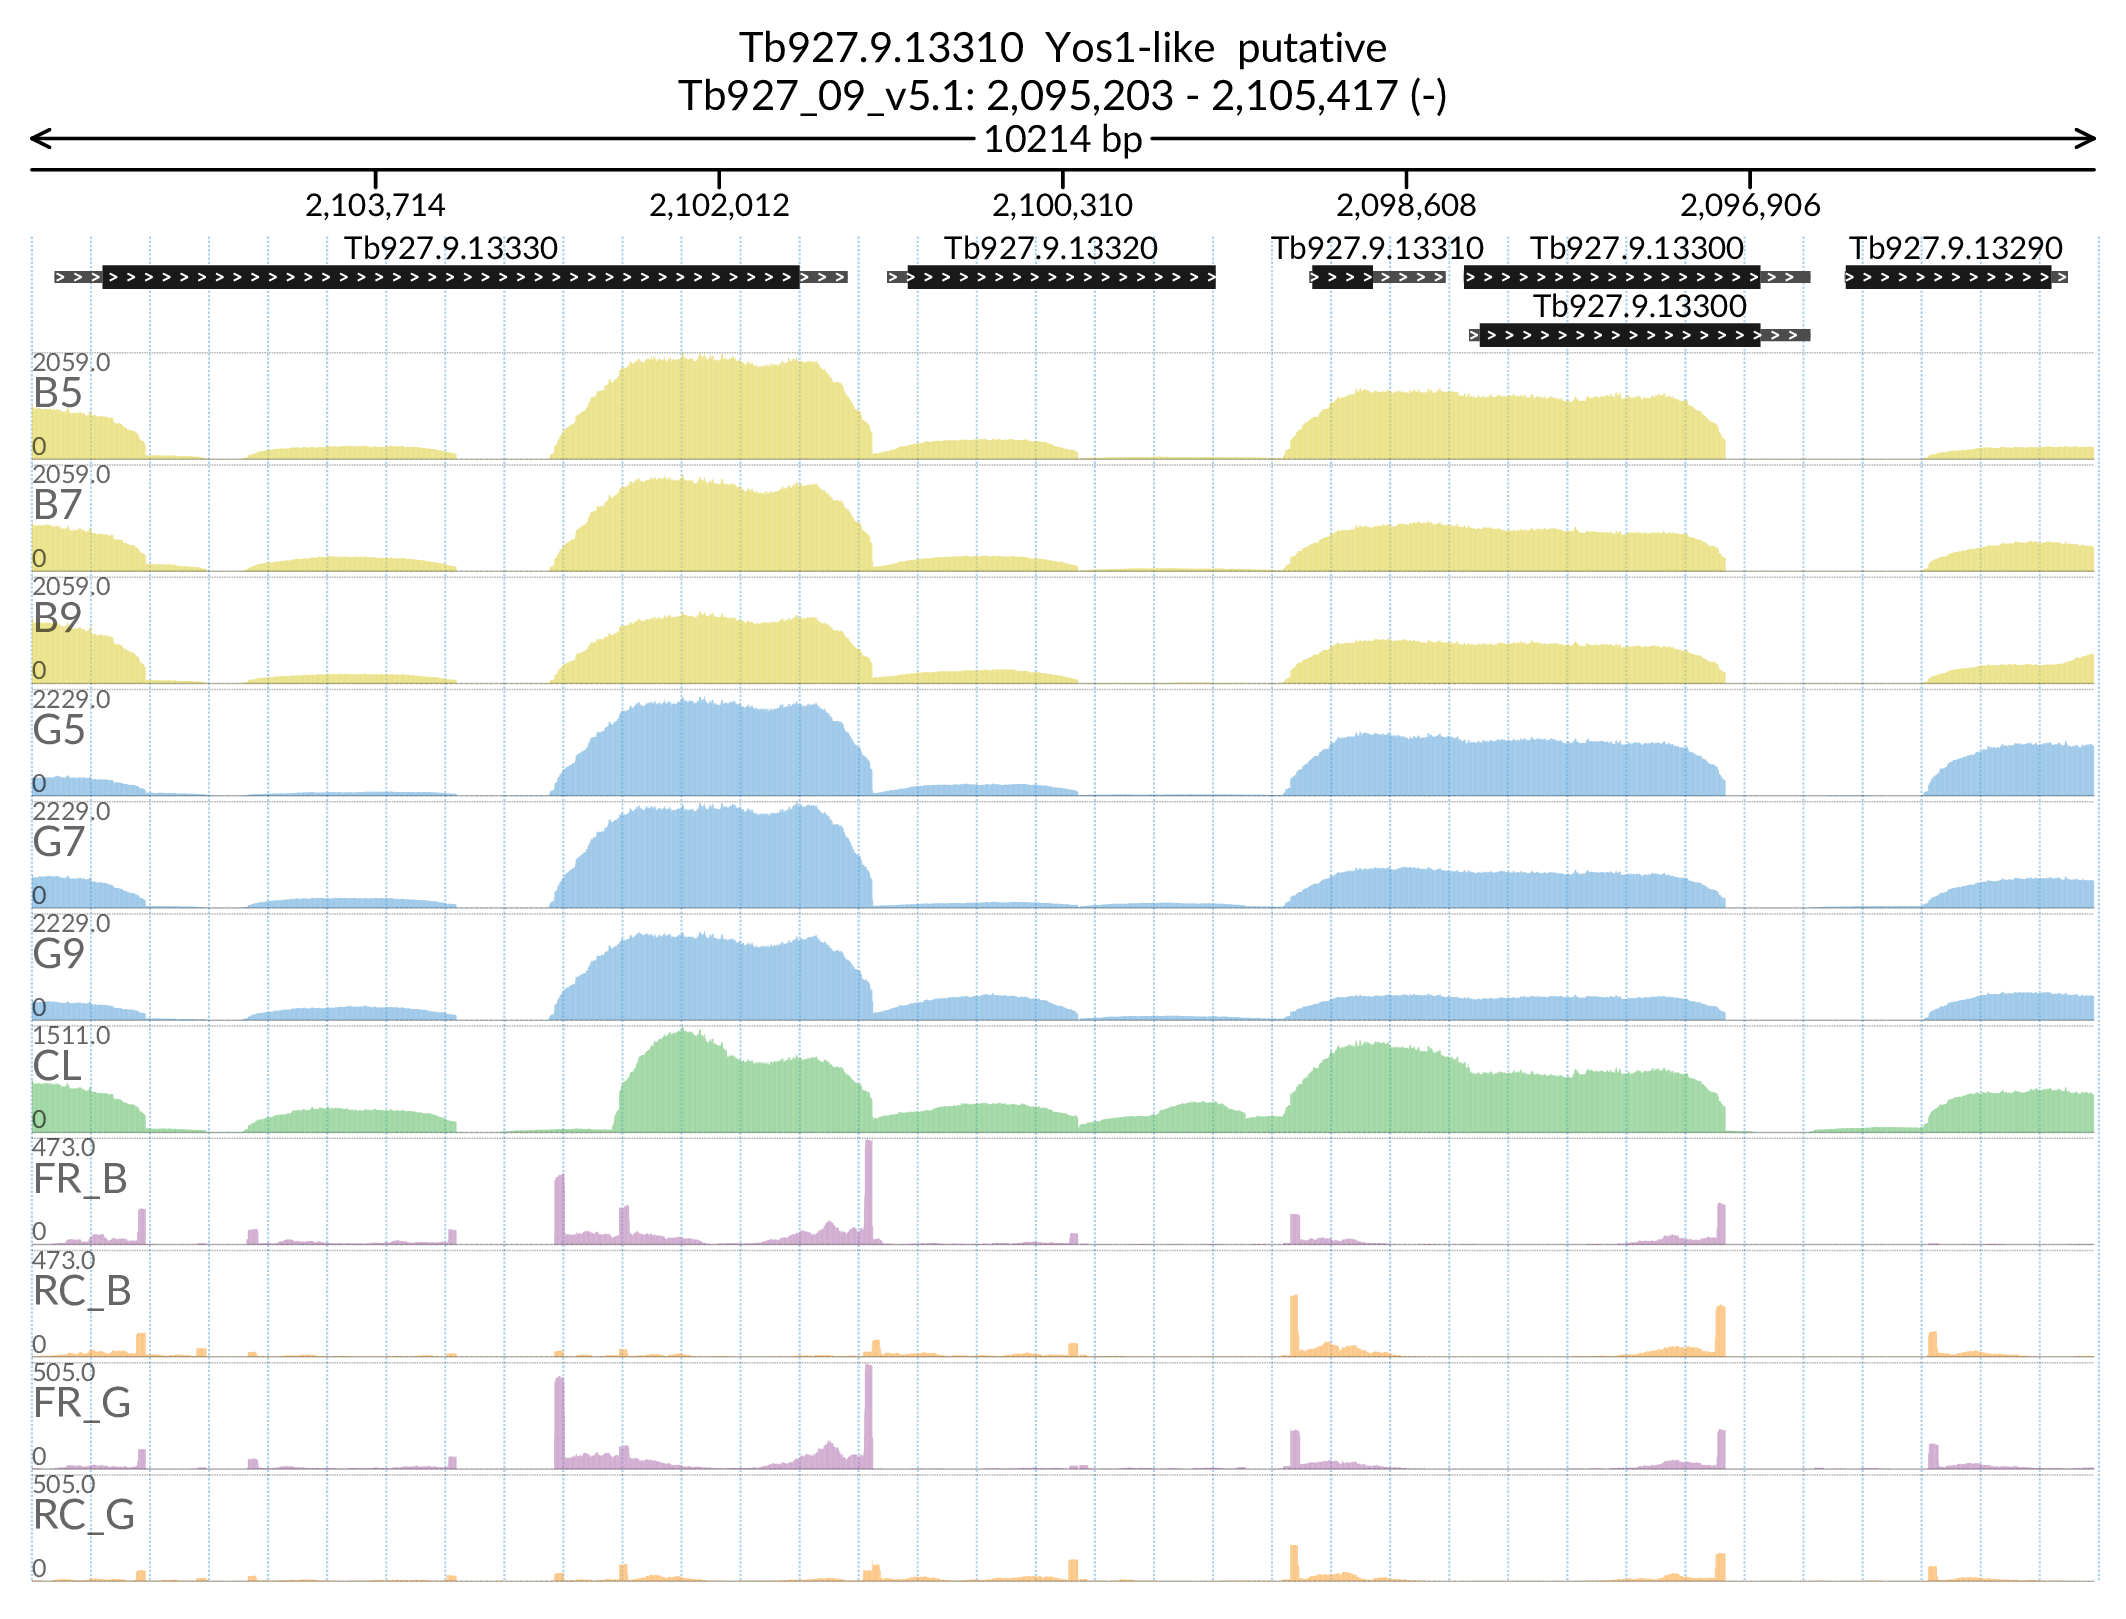 Tb927.9.13310 Yos1-like putative
Tb927_09_v5.1: 2,095,203 - 2,105,417 (-)
10214 bp
2,103,714 2,102,012 2,100,310 2,098,608 2,096,906
Tb927.9.13330 Tb927.9.13320 Tb927.9.13310 Tb927.9.13300 Tb927.9.13290
Tb927.9.13300
2059.0
B5
0
2059.0
B7
0
2059.0
B9
0
2229.0
G5
0
2229.0
G7
0
2229.0
G9
0
1511.0
CL
0
473.0
FR_B
0
473.0
RC_B
0
505.0
FR_G
0
505.0
RC_G
0